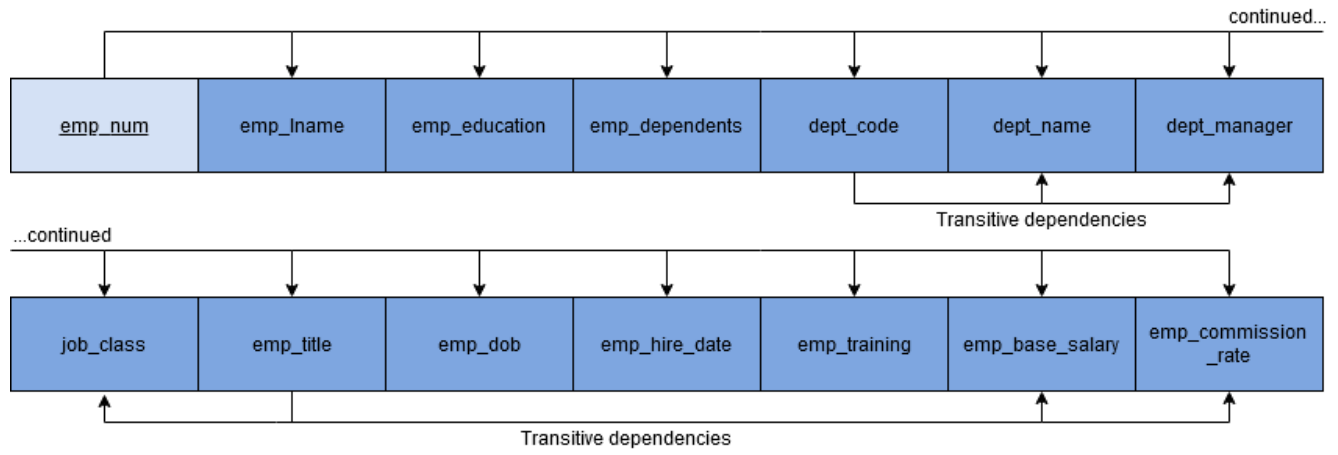 continued...
emp_num
emp_lname
emp_education
emp_dependents
dept_code
dept_name
dept_manager
Transitive dependencies
...continued
job_class
emp_title
emp_dob
emp_hire_date
emp_training
emp_base_salary
emp_commission
_rate
Transitive dependencies